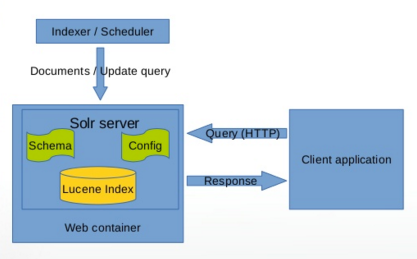 Indexer / Scheduler
Documents / Update query
Solr server
Schema
Config
Lucene Index
Web container
Query (HTTP)
Response
Client application